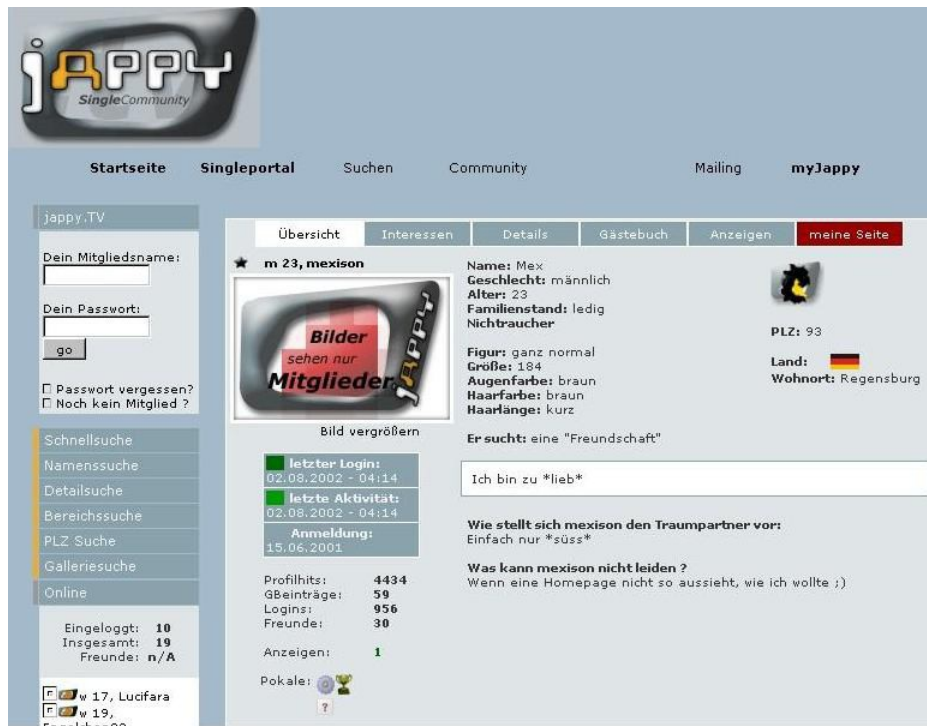 jAPPY
SingleCommunity
Startseite Singleportal Suchen Community Mailing myJappy
jappy.TV
Dein Mitgliedsname:
Dein Passwort:
go
Passwort vergessen?
Noch kein Mitglied ?
Schnellsuche
Namenssuche
Detailsuche
Bereichssuche
PLZ Suche
Galleriesuche
Online
Eingeloggt: 10
Insgesamt: 19
Freunde: n/A
w 17, Lucifara
w 19,
Übersicht Interessen Details Gästebuch Anzeigen meine Seite
m 23, mexison
Bilder
sehen nur
Mitglieder.
jAPPY
Bild vergrößern
letzter Login:
02.08.2002 - 04:14
letzte Aktivität:
02.08.2002 - 04:14
Anmeldung:
15.06.2001
Profilhits: 4434
GBeinträge: 59
Logins: 956
Freunde: 30
Anzeigen: 1
Pokale:
?
Name: Mex
Geschlecht: männlich
Alter: 23
Familienstand: ledig
Nichtraucher
Figur: ganz normal
Größe: 184
Augenfarbe: braun
Haarfarbe: braun
Haarlänge: kurz
Er sucht: eine "Freundschaft"
PLZ: 93
Land:
Wohnort: Regensburg
Ich bin zu *lieb*
Wie stellt sich mexison den Traumpartner vor:
Einfach nur *süss*
Was kann mexison nicht leiden ?
Wenn eine Homepage nicht so aussieht, wie ich wollte ;)